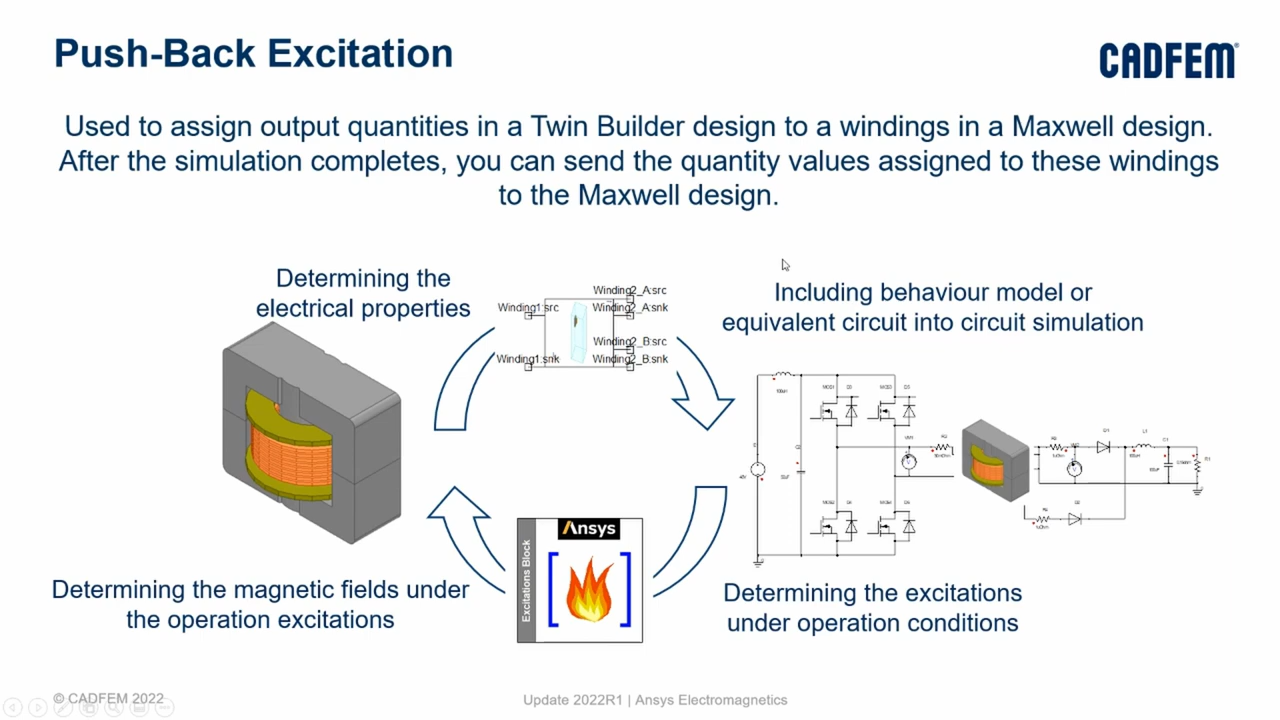 Push-Back Excitation
CADFEM
Used to assign output quantities in a Twin Builder design to a windings in a Maxwell design.
After the simulation completes, you can send the quantity values assigned to these windings
to the Maxwell design.
Determining the
electrical properties
Winding1:src
Winding1:snk
Winding2_A:src
Winding2_A:snk
Winding2_B:src
Winding2_B:snk
Including behaviour model or
equivalent circuit into circuit simulation
Ansys
Excitations Block
Determining the magnetic fields under
the operation excitations
Determining the excitations
under operation conditions
© CADFEM 2022
Update 2022R1 | Ansys Electromagnetics